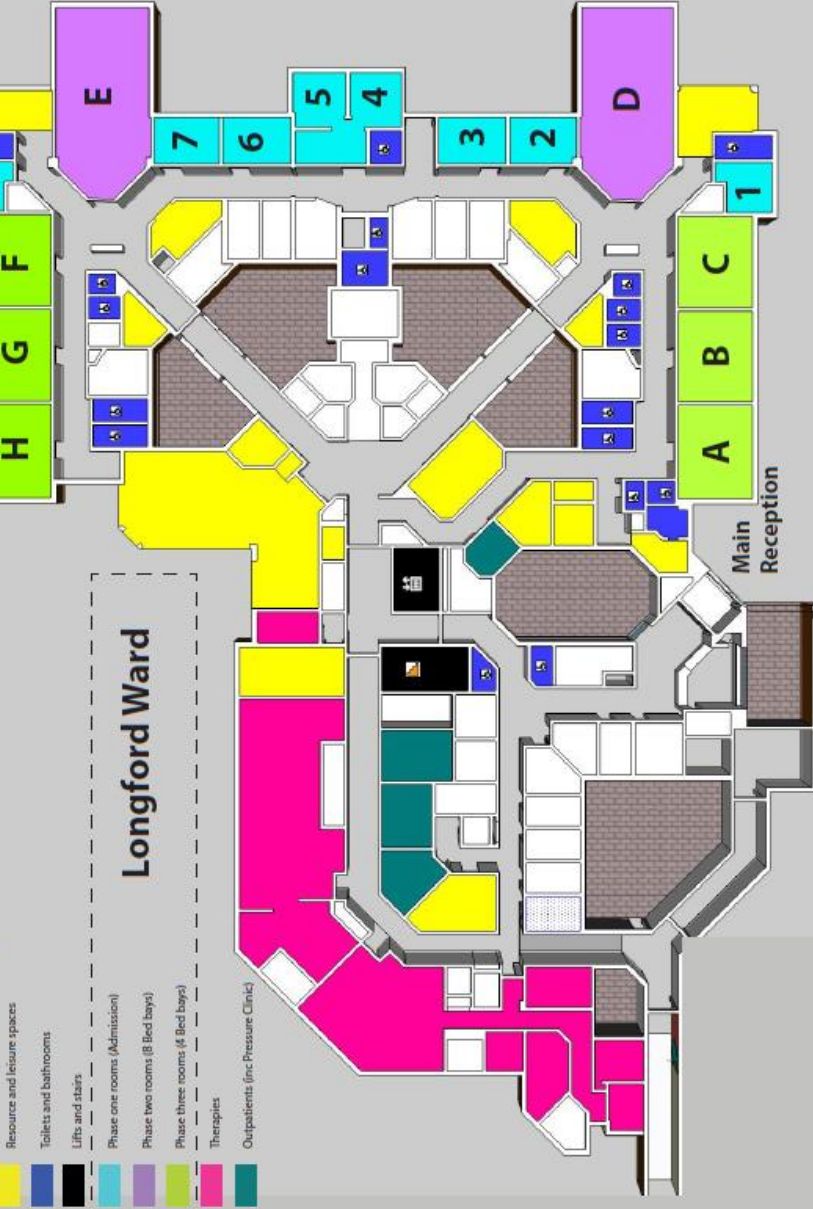 E
D
5
4
7
6
3
2
1
F
C
G
B
H
A
Main
Reception
Longford Ward
Resource and leisure spaces
Toilets and bathrooms
Lifts and stairs
Phase one rooms (Admission)
Phase two rooms (8 Bed bays)
Phase three rooms (4 Bed bays)
Therapies
Outpatients (inc Pressure Clinic)